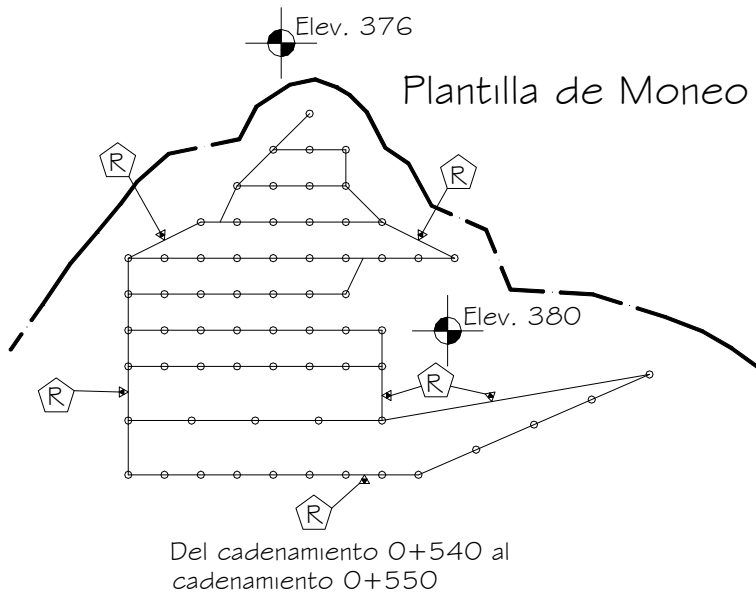 Elev. 376
Plantilla de Moneo
R
R
Elev. 380
R
R
R
Del cadenamiento 0+540 al
cadenamiento 0+550